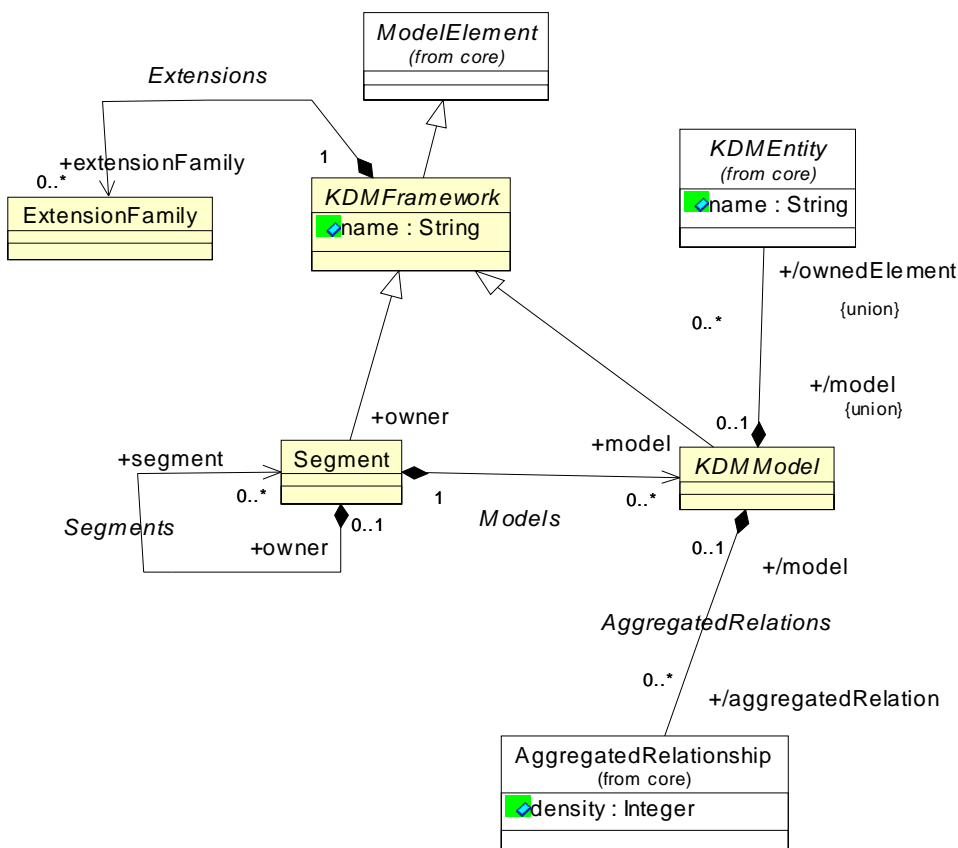 ModelElement
(from core)
Extensions
+extensionFamily
0..*
1
ExtensionFamily
KDMFramework
name : String
KDMEntity
(from core)
name : String
+/ownedElement
{union}
0..*
+/model
{union}
0..1
+owner
+segment
Segment
+model
KDMModel
0..*
1
0..*
Segments
0..1
Models
+owner
0..1
+/model
AggregatedRelations
0..*
+/aggregatedRelation
AggregatedRelationship
(from core)
density : Integer